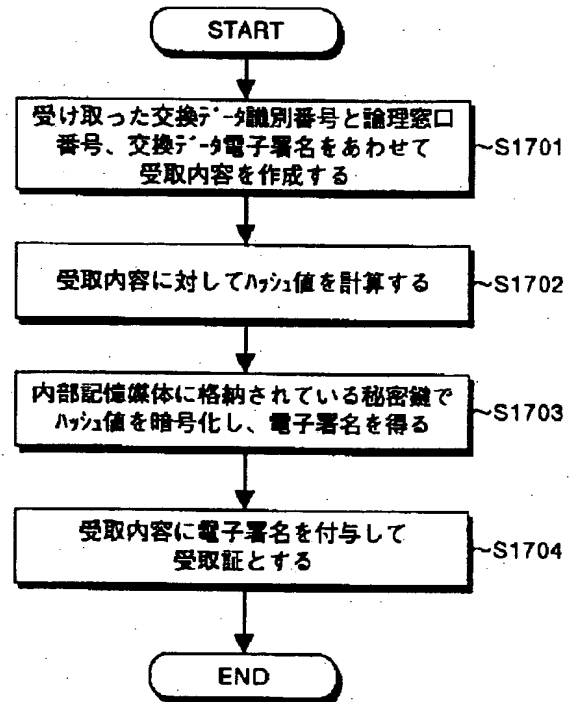 START
受け取った交換ﾃﾞｰﾀ識別番号と論理窓口
番号、交換ﾃﾞｰﾀ電子署名をあわせて
受取内容を作成する
~S1701
受取内容に対してﾊｯｼｭ値を計算する
~S1702
内部記憶媒体に格納されている秘密鍵で
ﾊｯｼｭ値を暗号化し、電子署名を得る
~S1703
受取内容に電子署名を付与して
受取証とする
~S1704
END